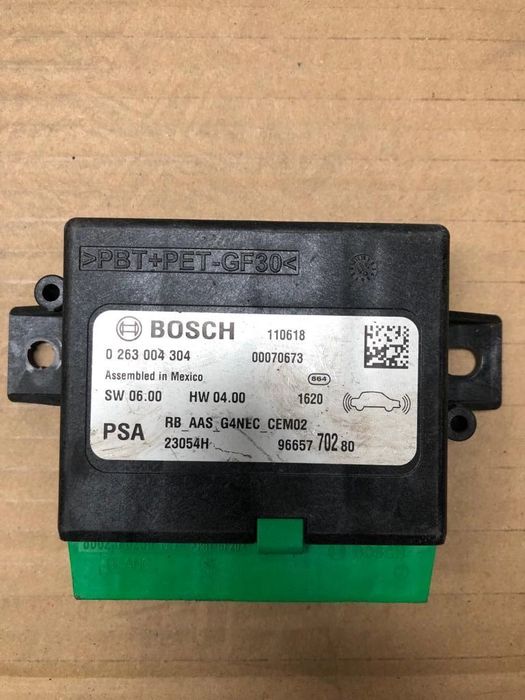 >PBT+PET-GF30<
BOSCH 110618
0 263 004 304 00070673
Assembled in Mexico 864
SW 06.00 HW 04.00 1620
PSA RB_AAS_G4NEC_CEM02
23054H 96657 702 80